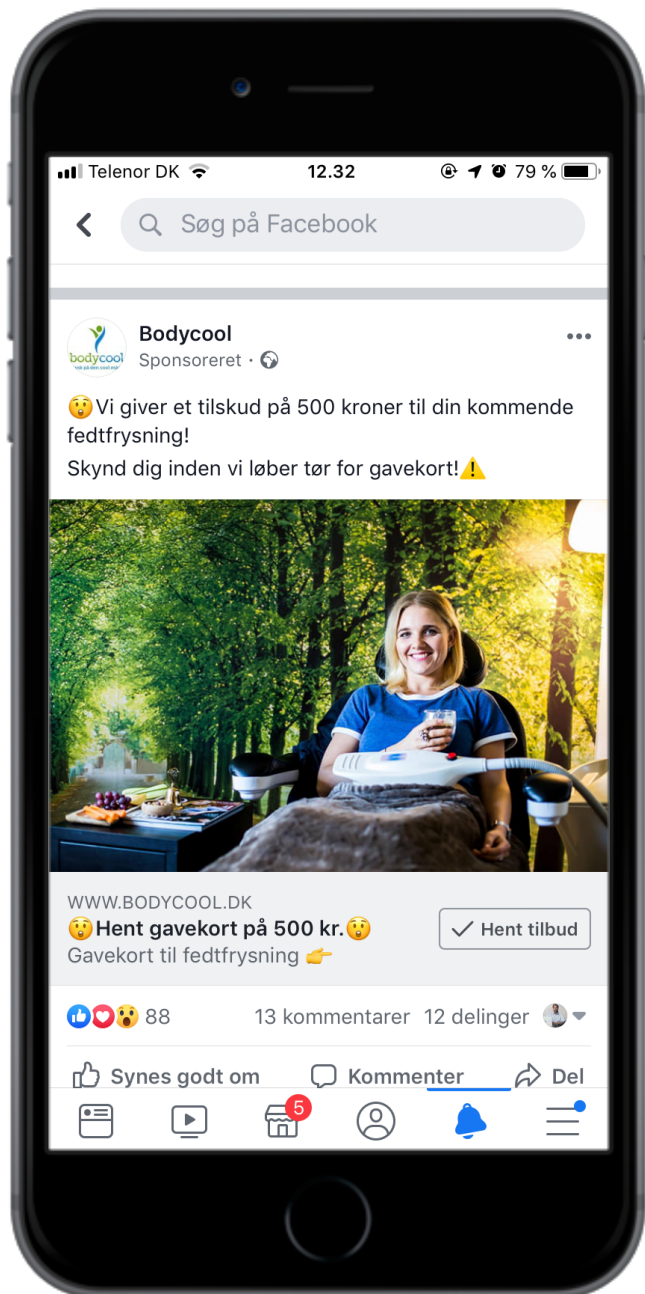 Telenor DK
12.32
79 %
Søg på Facebook
bodycool
Bodycool
Sponsoreret ·
😲Vi giver et tilskud på 500 kroner til din kommende
fedtfrysning!
Skynd dig inden vi løber tør for gavekort!⚠️
WWW.BODYCOOL.DK
😲Hent gavekort på 500 kr.😲
Hent tilbud
Gavekort til fedtfrysning 👉
88
13 kommentarer
12 delinger
Synes godt om
Kommenter
Del
5